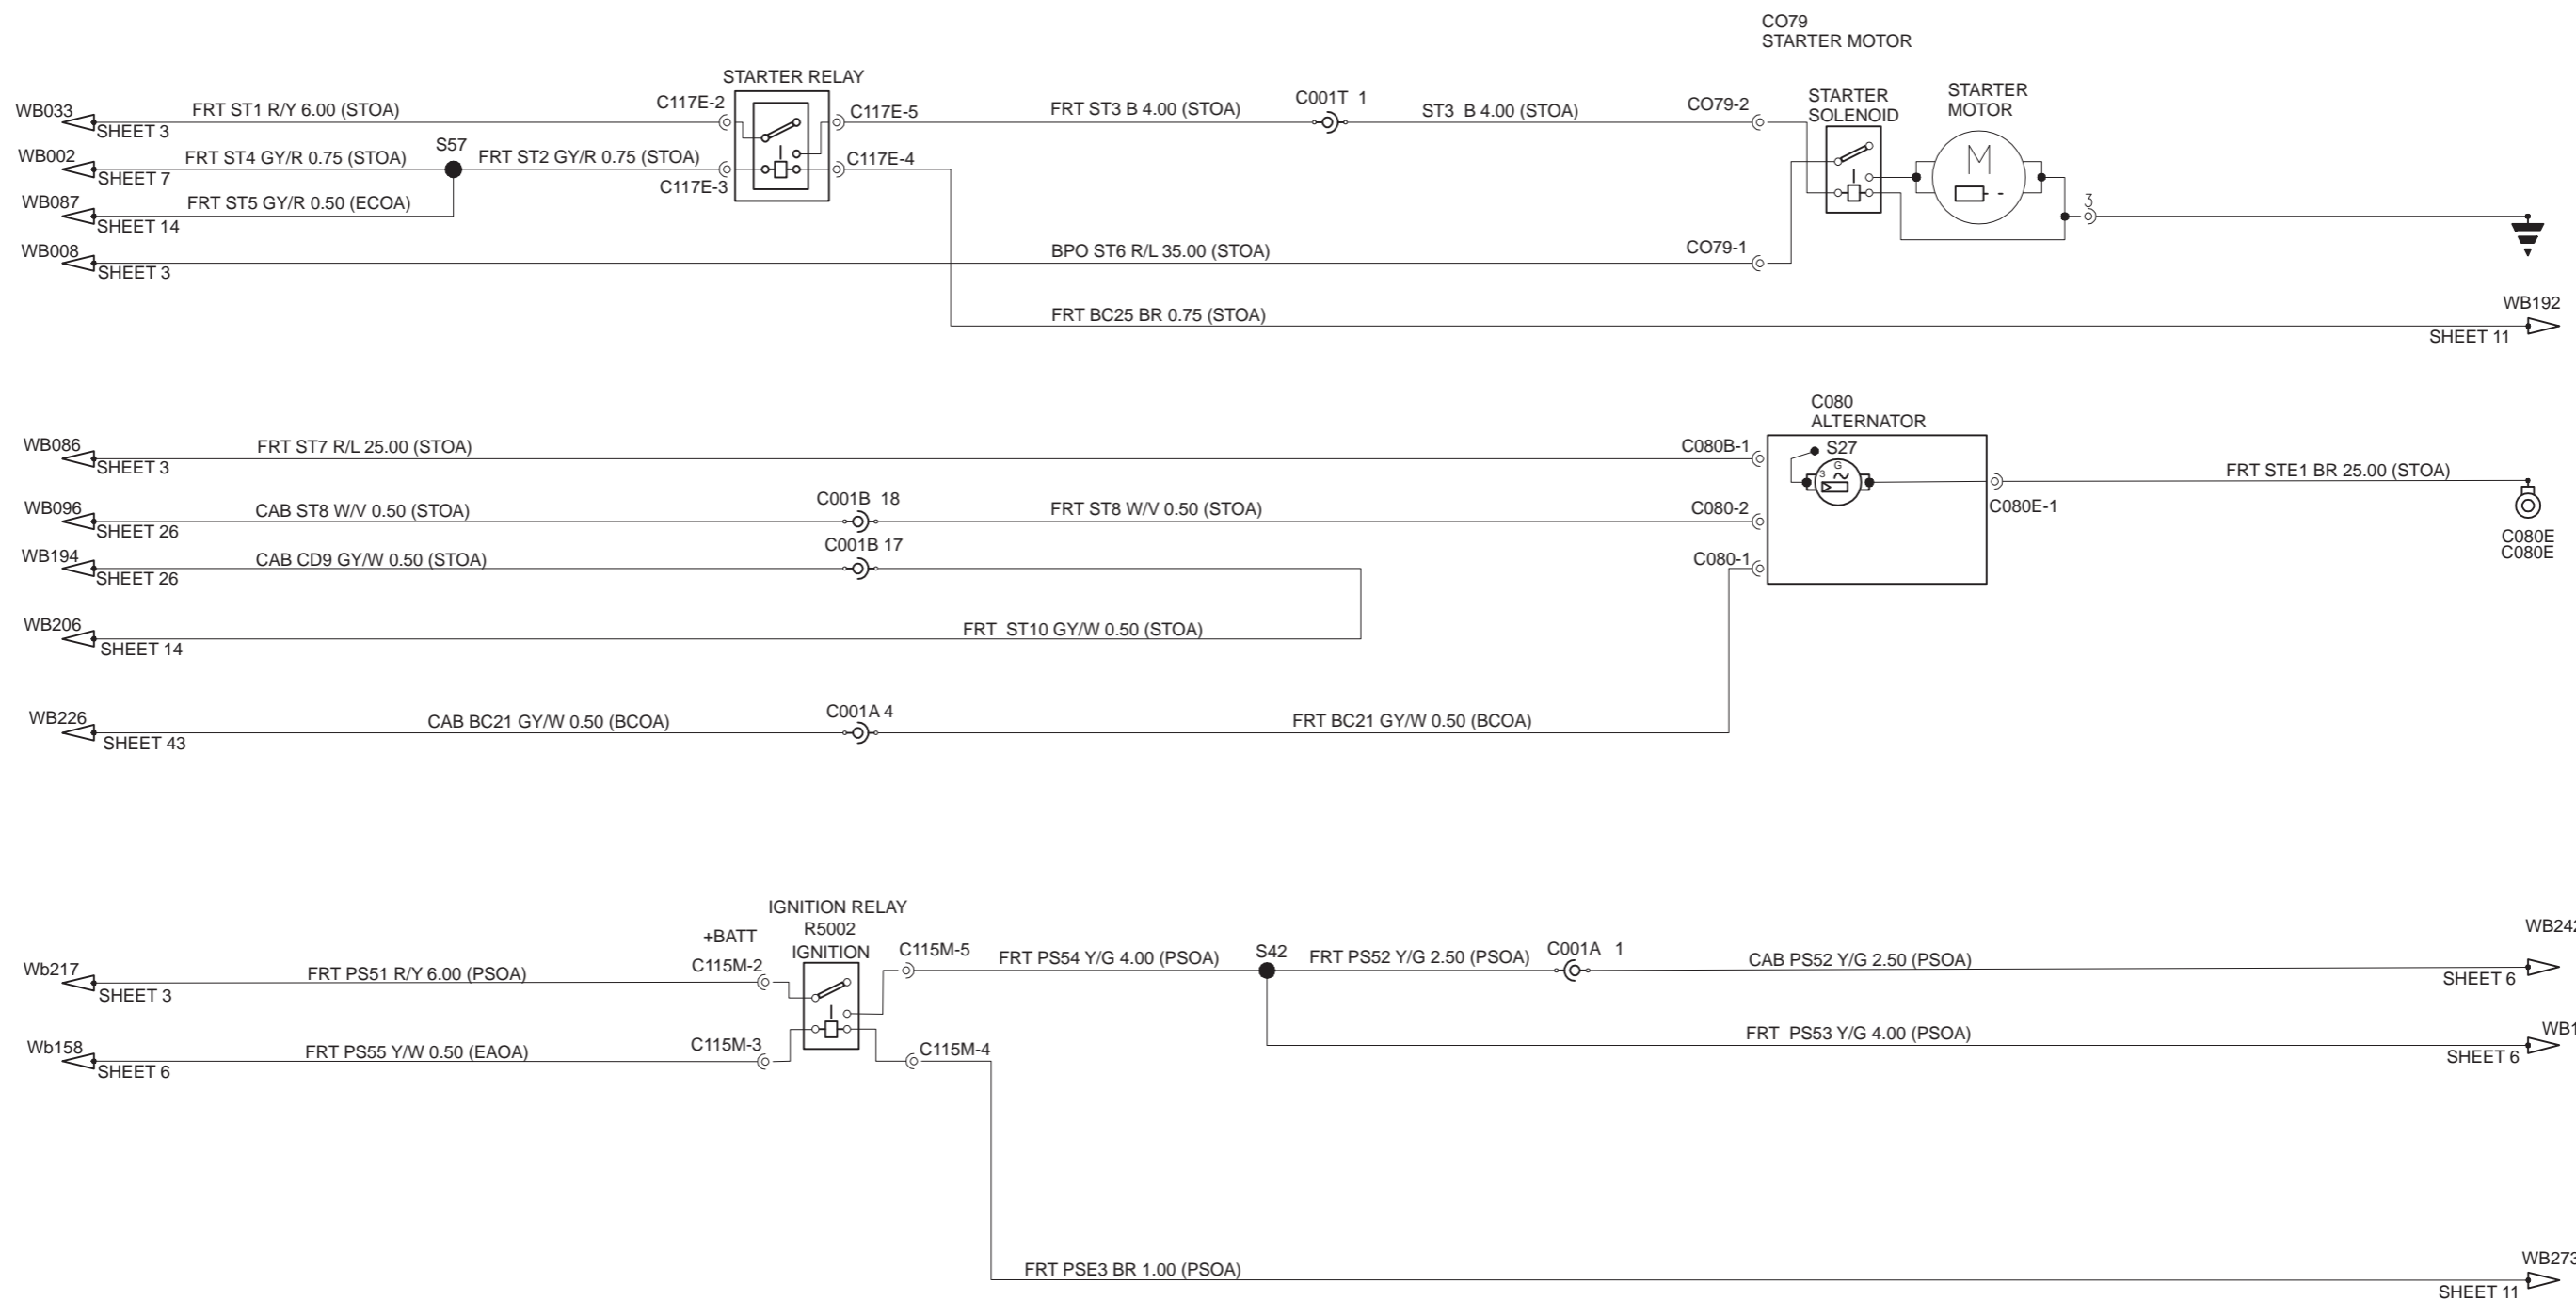 CO79
STARTER MOTOR
STARTER RELAY
STARTER
SOLENOID
STARTER
MOTOR
M
WB033
SHEET 3
FRT ST1 R/Y 6.00 (STOA)
C117E-2
C117E-5
FRT ST3 B 4.00 (STOA)
C001T 1
ST3 B 4.00 (STOA)
CO79-2
WB002
SHEET 7
FRT ST4 GY/R 0.75 (STOA)
S57
FRT ST2 GY/R 0.75 (STOA)
C117E-3
C117E-4
WB087
SHEET 14
FRT ST5 GY/R 0.50 (ECOA)
3
WB008
SHEET 3
BPO ST6 R/L 35.00 (STOA)
CO79-1
FRT BC25 BR 0.75 (STOA)
WB192
SHEET 11
C080
ALTERNATOR
WB086
SHEET 3
FRT ST7 R/L 25.00 (STOA)
C080B-1
S27
G
3
FRT STE1 BR 25.00 (STOA)
C080E-1
C080E
C080E
WB096
SHEET 26
CAB ST8 W/V 0.50 (STOA)
C001B 18
FRT ST8 W/V 0.50 (STOA)
C080-2
WB194
SHEET 26
CAB CD9 GY/W 0.50 (STOA)
C001B 17
C080-1
WB206
SHEET 14
FRT ST10 GY/W 0.50 (STOA)
WB226
SHEET 43
CAB BC21 GY/W 0.50 (BCOA)
C001A 4
FRT BC21 GY/W 0.50 (BCOA)
IGNITION RELAY
R5002
IGNITION
+BATT
Wb217
SHEET 3
FRT PS51 R/Y 6.00 (PSOA)
C115M-2
C115M-5
FRT PS54 Y/G 4.00 (PSOA)
S42
FRT PS52 Y/G 2.50 (PSOA)
C001A 1
CAB PS52 Y/G 2.50 (PSOA)
WB242
SHEET 6
Wb158
SHEET 6
FRT PS55 Y/W 0.50 (EAOA)
C115M-3
C115M-4
FRT PS53 Y/G 4.00 (PSOA)
SHEET 6
FRT PSE3 BR 1.00 (PSOA)
WB273
SHEET 11